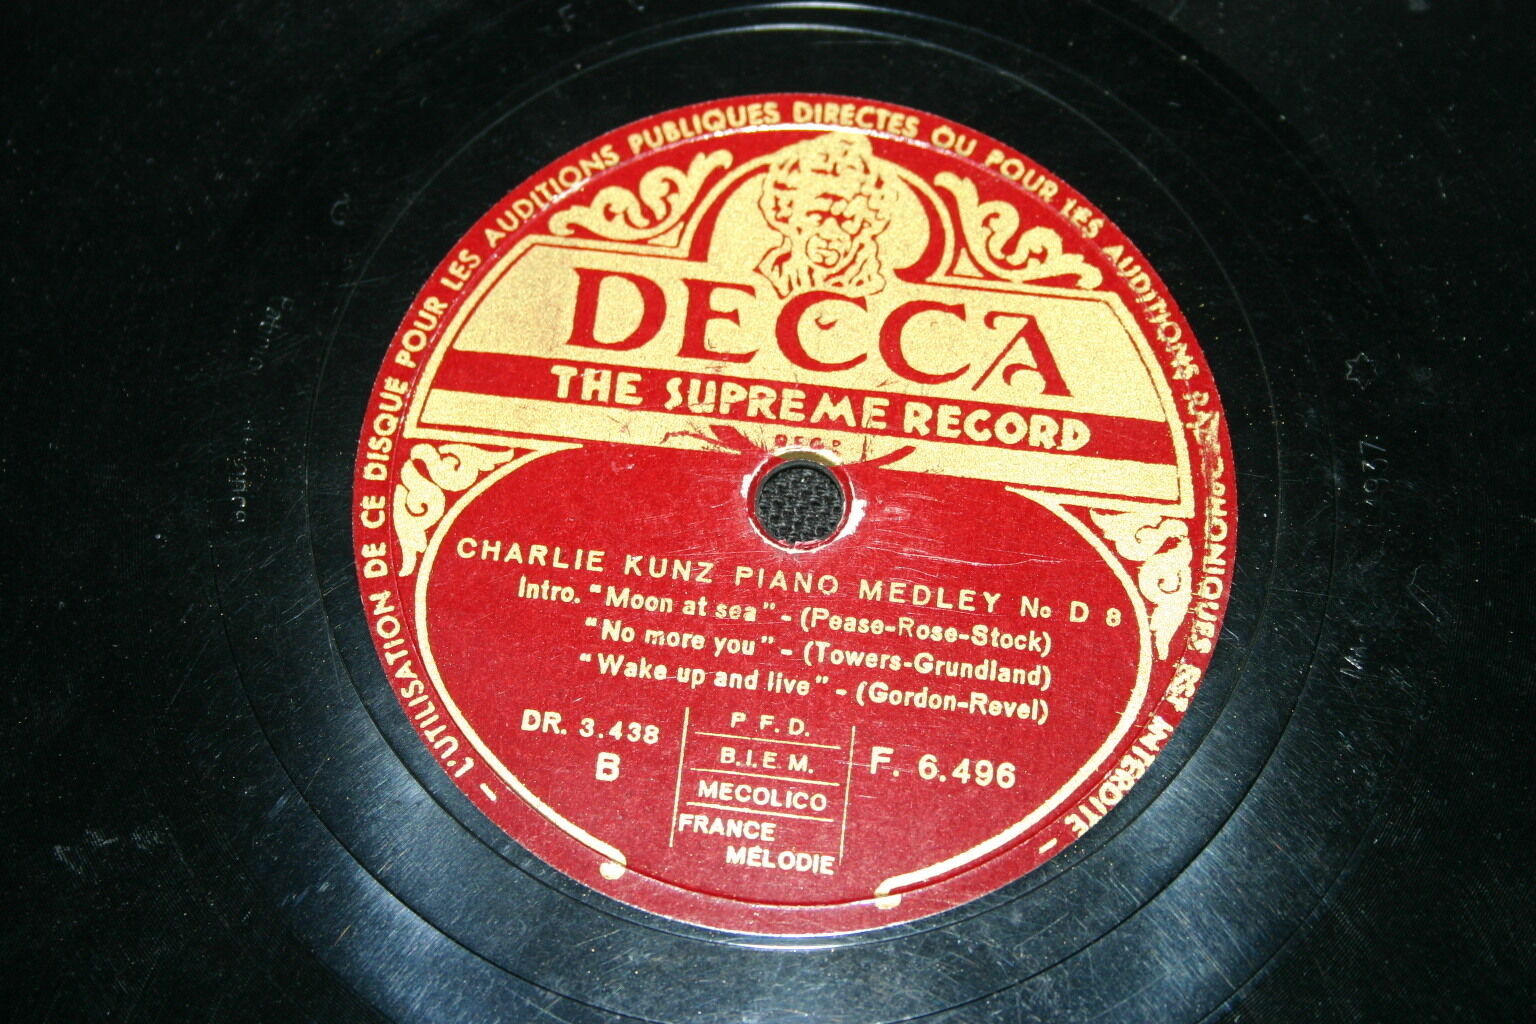 - L'UTILISATION DE CE DISQUE POUR LES AUDITIONS PUBLIQUES DIRECTES OU POUR LES AUDITIONS RADIOPHONIQUES EST INTERDITE -
DECCA
THE SUPREME RECORD
CHARLIE KUNZ PIANO MEDLEY No D 8
Intro. "Moon at sea" - (Pease-Rose-Stock)
"No more you" - (Towers-Grundland)
"Wake up and live" - (Gordon-Revel)
DR. 3.438
B
P.F.D.
B.I.E.M.
MECOLICO
FRANCE
MÉLODIE
F. 6.496
1937